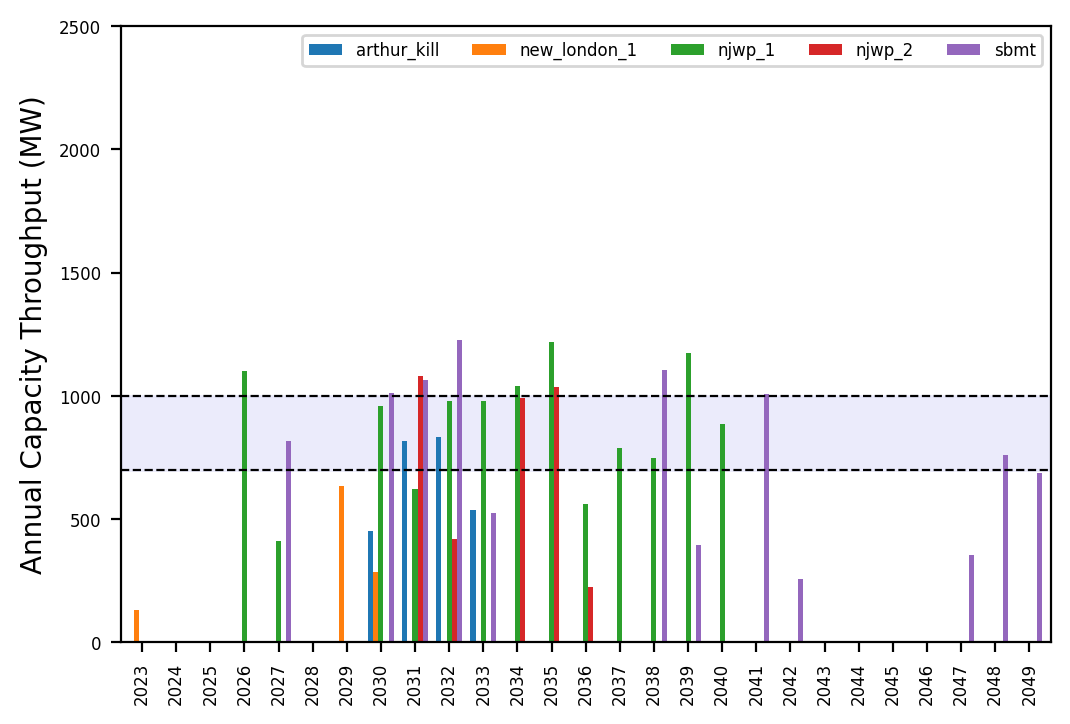 arthur_kill new_london_1 njwp_1 njwp_2 sbmt
Annual Capacity Throughput (MW)
2500
2000
1500
1000
500
0
2023 2024 2025 2026 2027 2028 2029 2030 2031 2032 2033 2034 2035 2036 2037 2038 2039 2040 2041 2042 2043 2044 2045 2046 2047 2048 2049